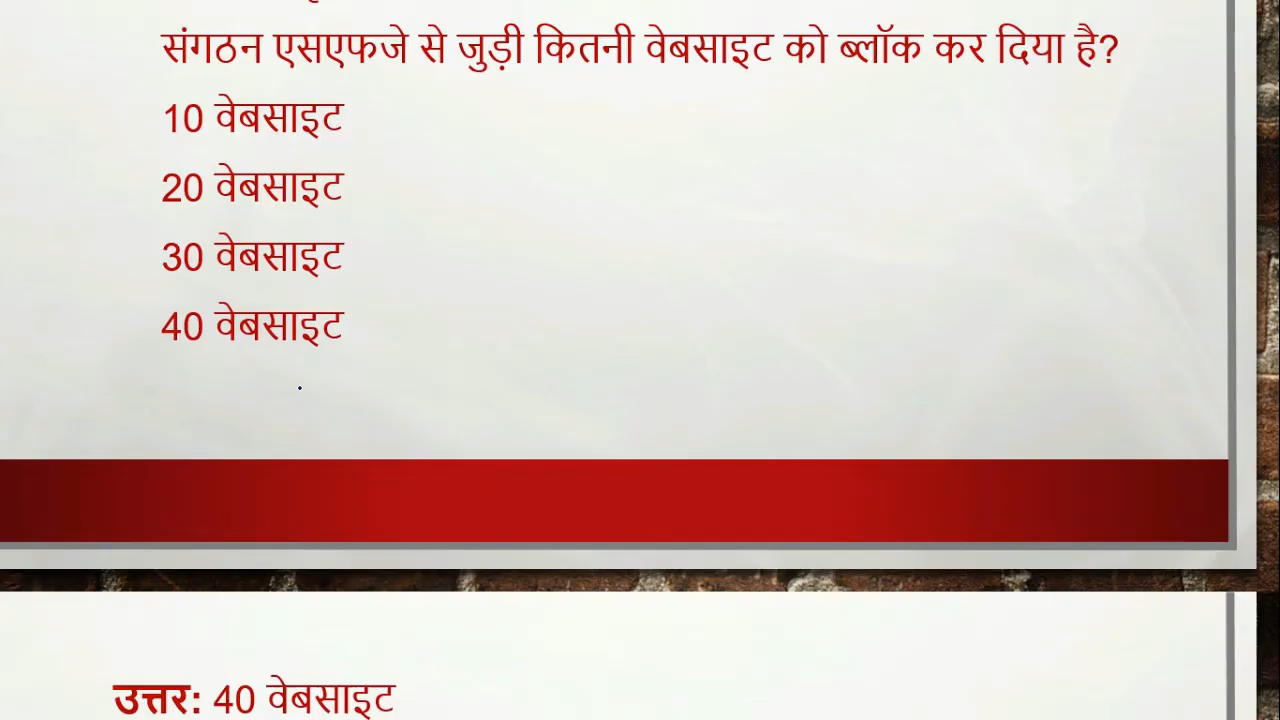 संगठन एसएफजे से जुड़ी कितनी वेबसाइट को ब्लॉक कर दिया है?
10 वेबसाइट
20 वेबसाइट
30 वेबसाइट
40 वेबसाइट
उत्तर: 40 वेबसाइट